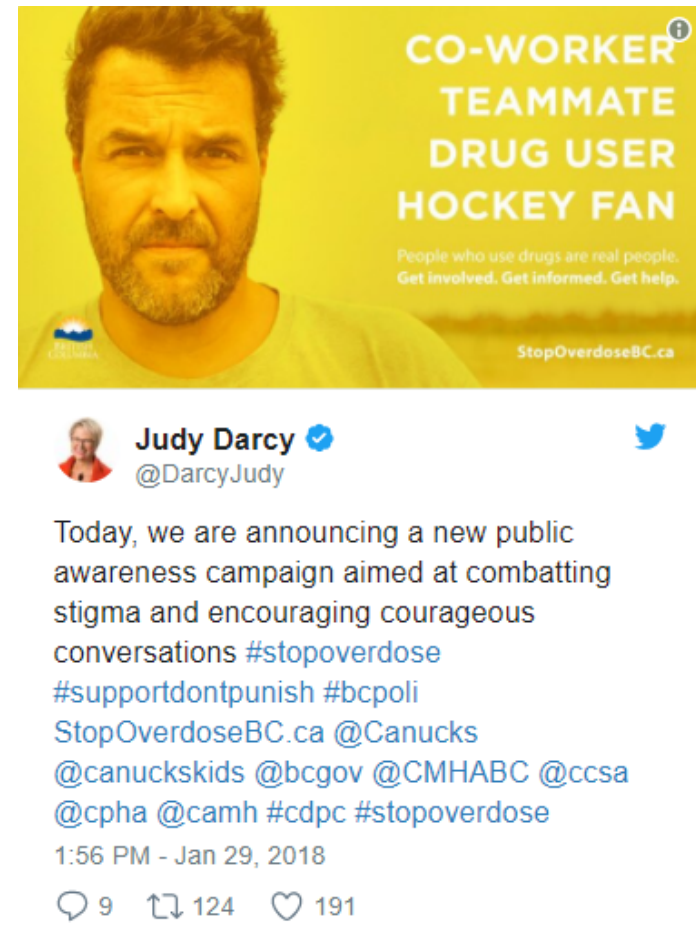 CO-WORKER
TEAMMATE
DRUG USER
HOCKEY FAN
People who use drugs are real people.
Get involved. Get informed. Get help.
BRITISH
COLUMBIA
StopOverdoseBC.ca
Judy Darcy
@DarcyJudy
Today, we are announcing a new public
awareness campaign aimed at combatting
stigma and encouraging courageous
conversations #stopoverdose
#supportdontpunish #bcpoli
StopOverdoseBC.ca @Canucks
@canuckskids @bcgov @CMHABC @ccsa
@cpha @camh #cdpc #stopoverdose
1:56 PM - Jan 29, 2018
9 124 191